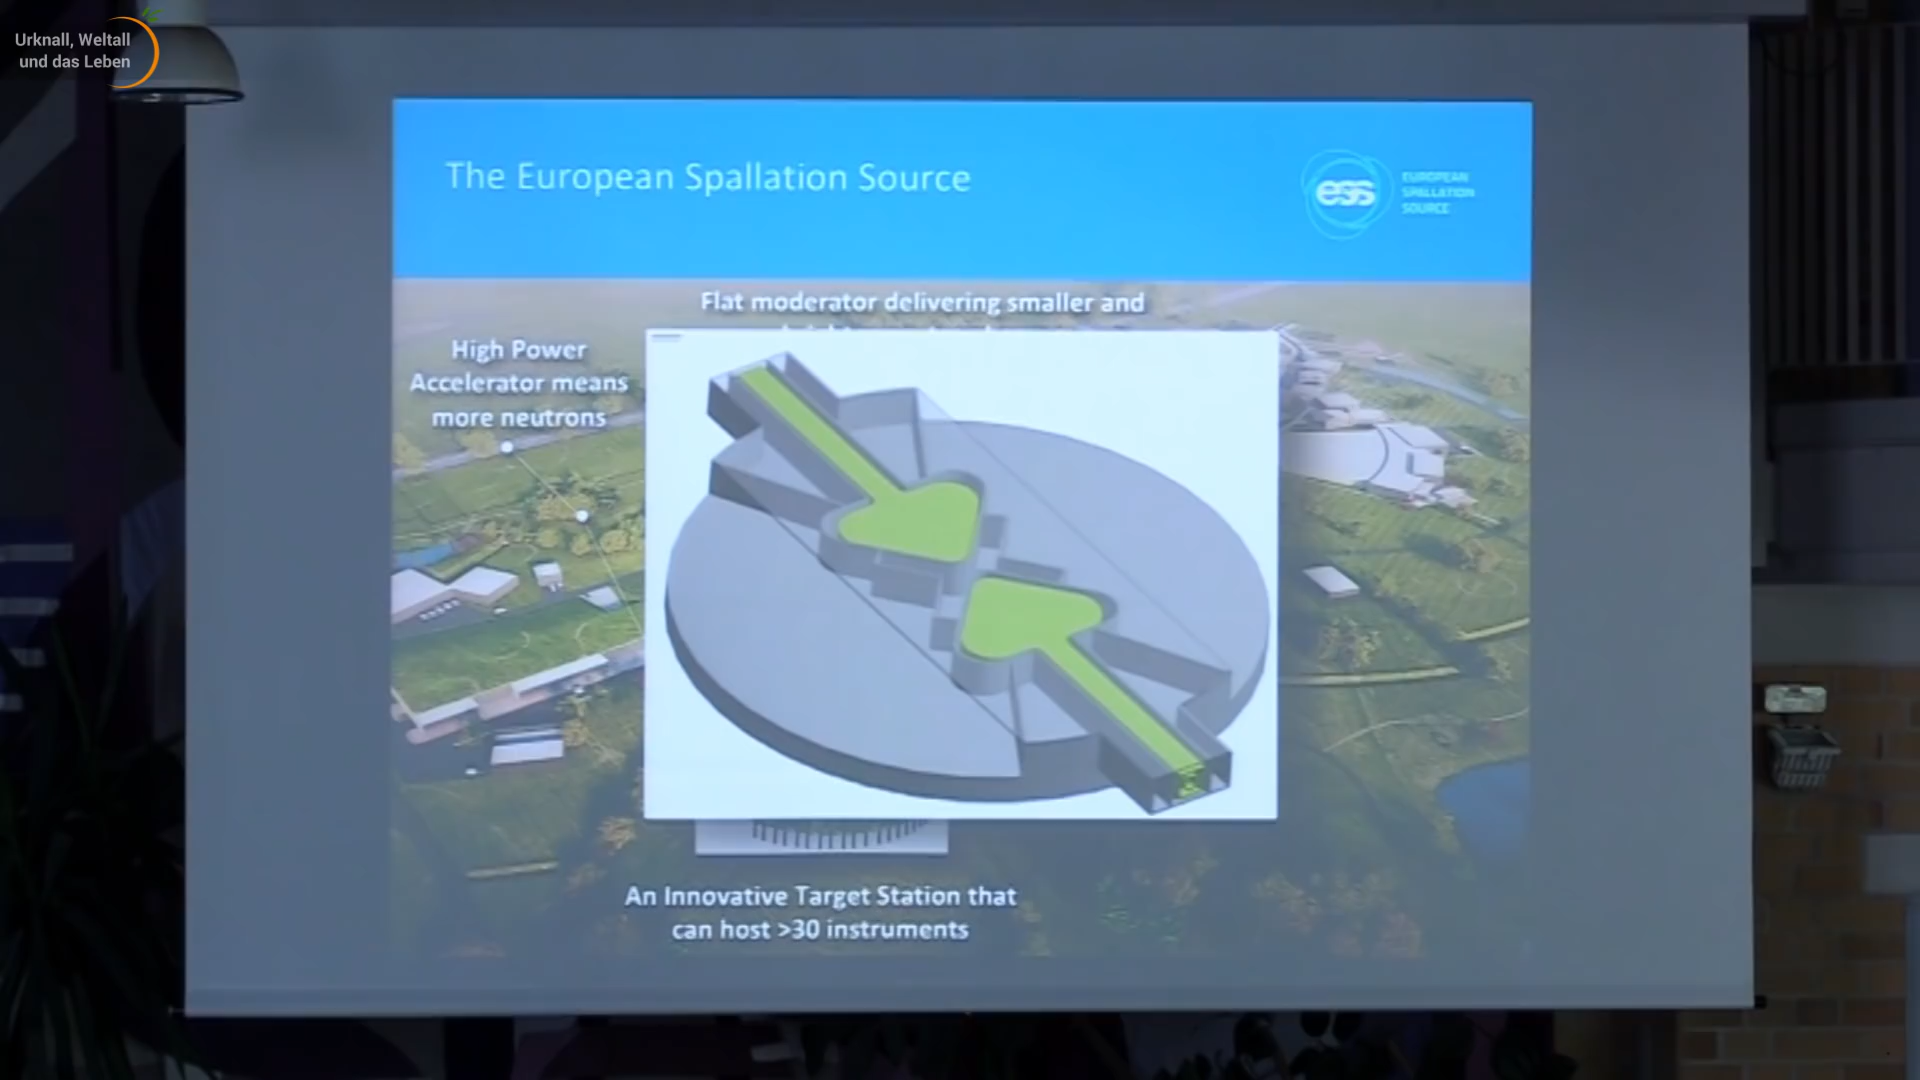 Urknall, Weltall
und das Leben
The European Spallation Source
ess
EUROPEAN
SPALLATION
SOURCE
Flat moderator delivering smaller and
High Power
Accelerator means
more neutrons
An Innovative Target Station that
can host >30 instruments